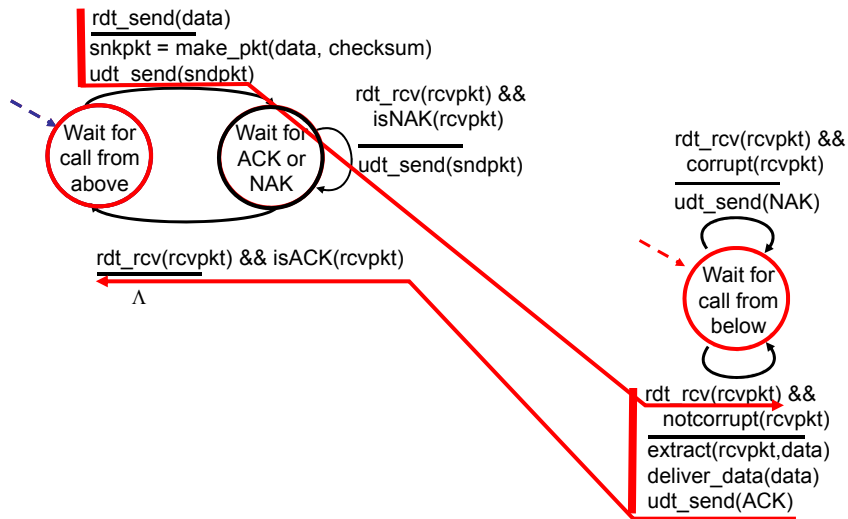 rdt_send(data)
snkpkt = make_pkt(data, checksum)
udt_send(sndpkt)
Wait for
call from
above
Wait for
ACK or
NAK
rdt_rcv(rcvpkt) &&
isNAK(rcvpkt)
udt_send(sndpkt)
rdt_rcv(rcvpkt) && isACK(rcvpkt)
Λ
rdt_rcv(rcvpkt) &&
corrupt(rcvpkt)
udt_send(NAK)
Wait for
call from
below
rdt_rcv(rcvpkt) &&
notcorrupt(rcvpkt)
extract(rcvpkt,data)
deliver_data(data)
udt_send(ACK)